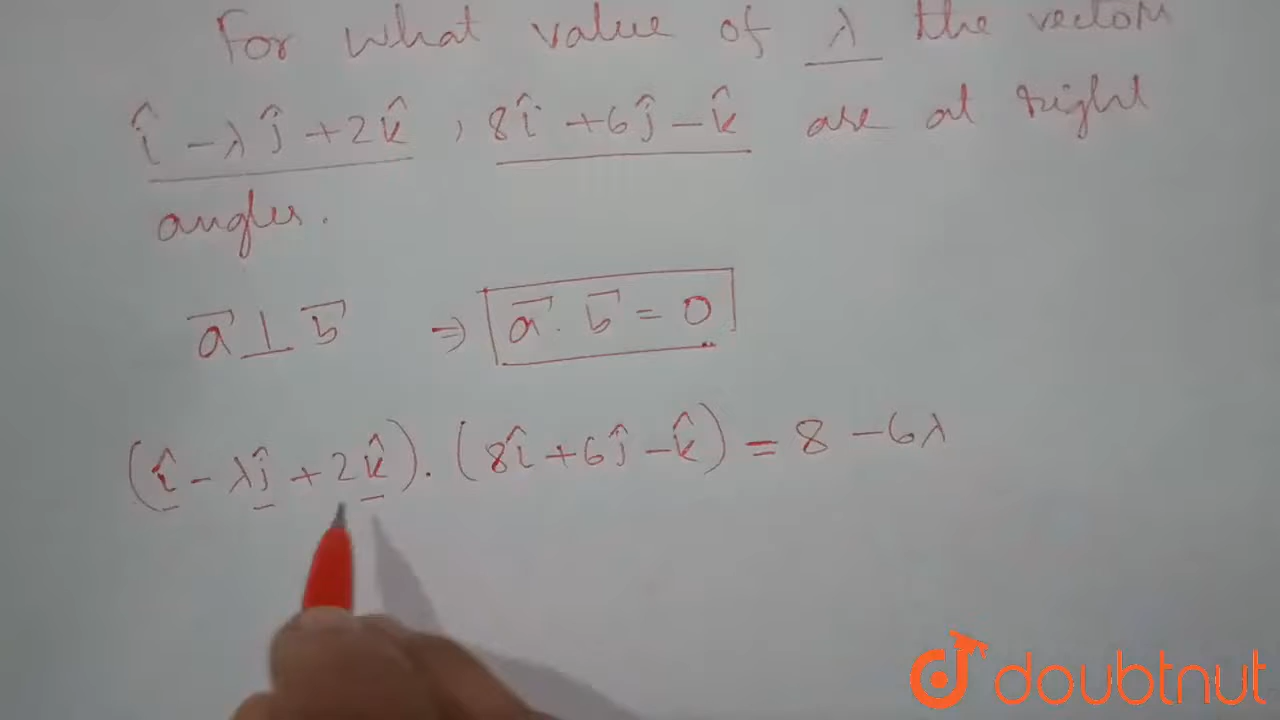 For what value of λ the vectors
î - λĵ + 2k̂ , 8î + 6ĵ - k̂ are at right
angles.
a⃗ ⊥ b⃗ ⇒ a⃗ . b⃗ = 0
(î - λĵ + 2k̂) . (8î + 6ĵ - k̂) = 8 - 6λ
doubtnut